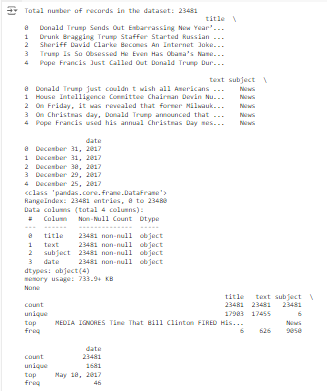 Total number of records in the dataset: 23481
title \
0 Donald Trump Sends Out Embarrassing New Year'...
1 Drunk Bragging Trump Staffer Started Russian ...
2 Sheriff David Clarke Becomes An Internet Joke...
3 Trump Is So Obsessed He Even Has Obama's Name...
4 Pope Francis Just Called Out Donald Trump Dur...
text subject \
0 Donald Trump just couldn t wish all Americans ... News
1 House Intelligence Committee Chairman Devin Nu... News
2 On Friday, it was revealed that former Milwauk... News
3 On Christmas day, Donald Trump announced that ... News
4 Pope Francis used his annual Christmas Day mes... News
date
0 December 31, 2017
1 December 31, 2017
2 December 30, 2017
3 December 29, 2017
4 December 25, 2017
<class 'pandas.core.frame.DataFrame'>
RangeIndex: 23481 entries, 0 to 23480
Data columns (total 4 columns):
# Column Non-Null Count Dtype
--- ------ -------------- -----
0 title 23481 non-null object
1 text 23481 non-null object
2 subject 23481 non-null object
3 date 23481 non-null object
dtypes: object(4)
memory usage: 733.9+ KB
None
title text subject \
count 23481 23481 23481
unique 17903 17455 6
top MEDIA IGNORES Time That Bill Clinton FIRED His... News
freq 6 626 9050
date
count 23481
unique 1681
top May 10, 2017
freq 46